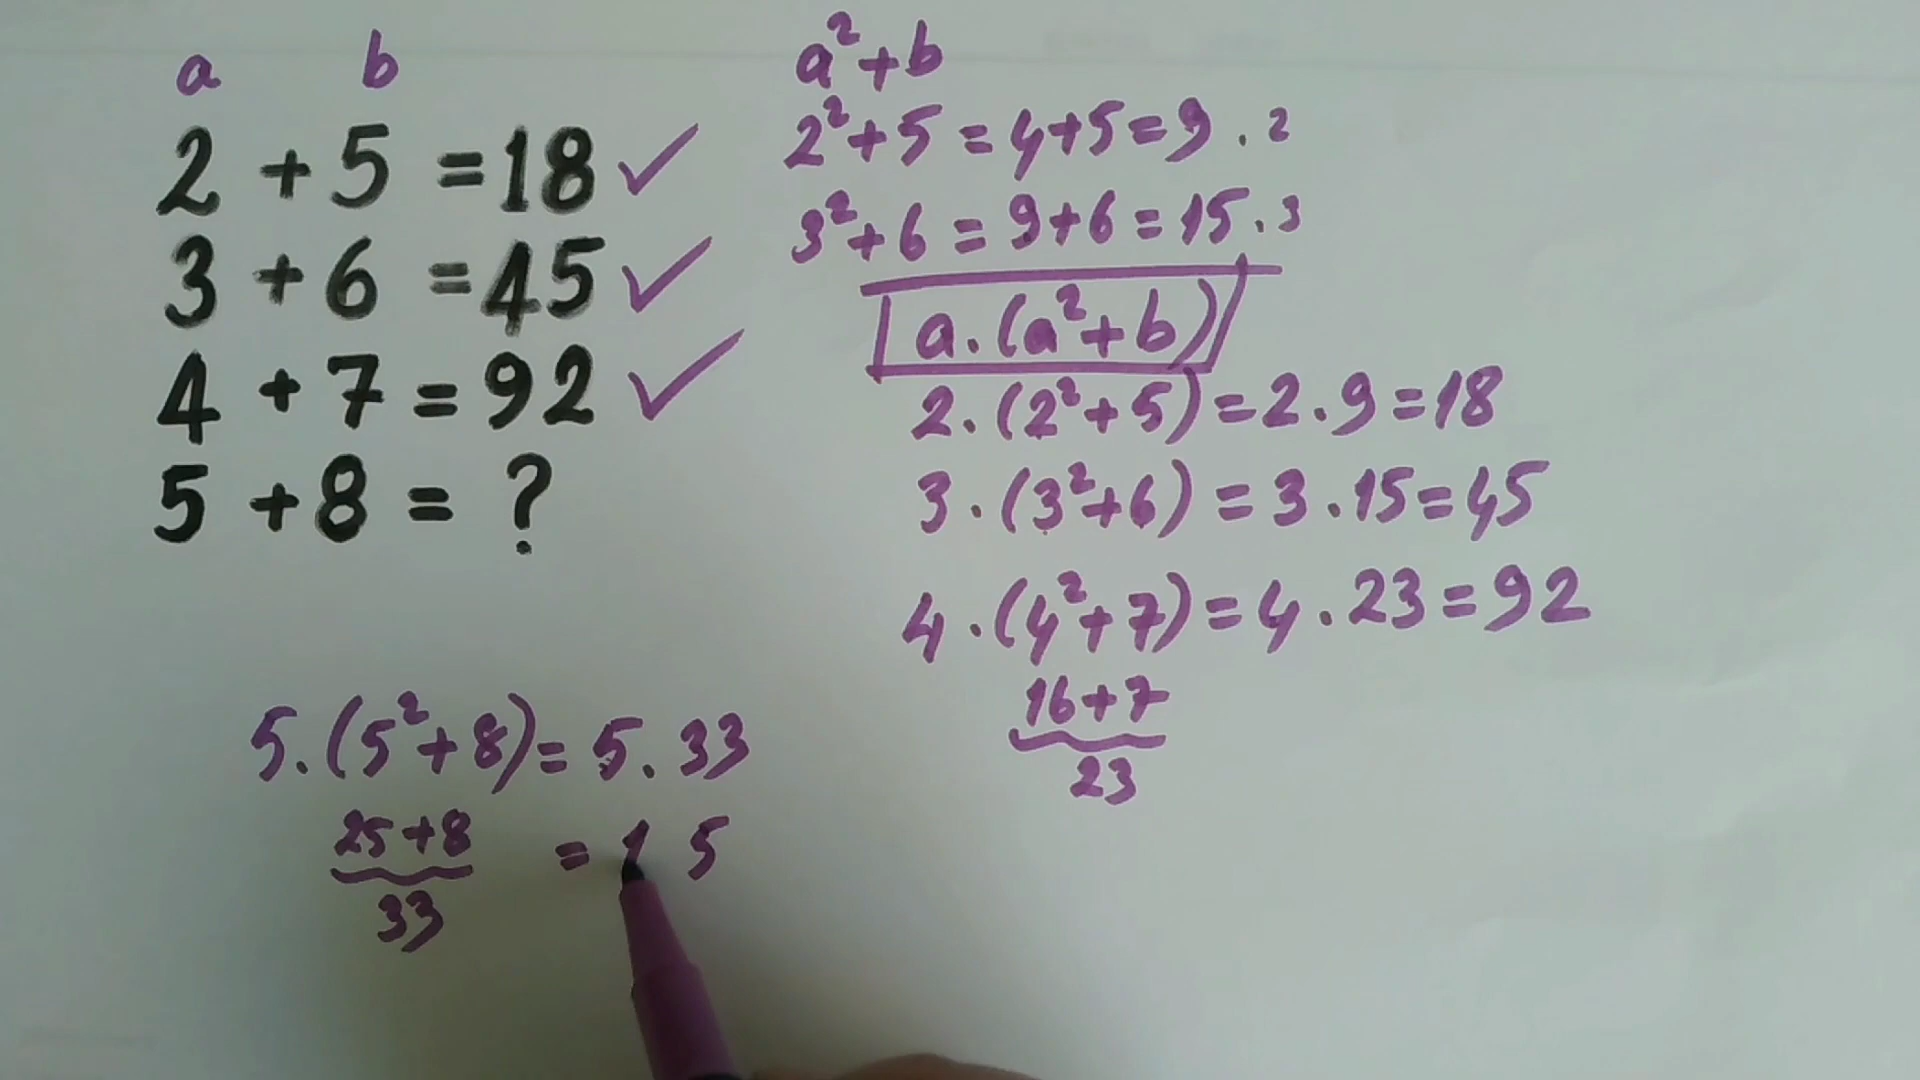 a b
2 + 5 = 18 ✓
3 + 6 = 45 ✓
4 + 7 = 92 ✓
5 + 8 = ?
a² + b
2² + 5 = 4 + 5 = 9 . 2
3² + 6 = 9 + 6 = 15 . 3
a . (a² + b)
2 . (2² + 5) = 2 . 9 = 18
3 . (3² + 6) = 3 . 15 = 45
4 . (4² + 7) = 4 . 23 = 92
16 + 7
23
5 . (5² + 8) = 5 . 33
25 + 8 = 1 5
33